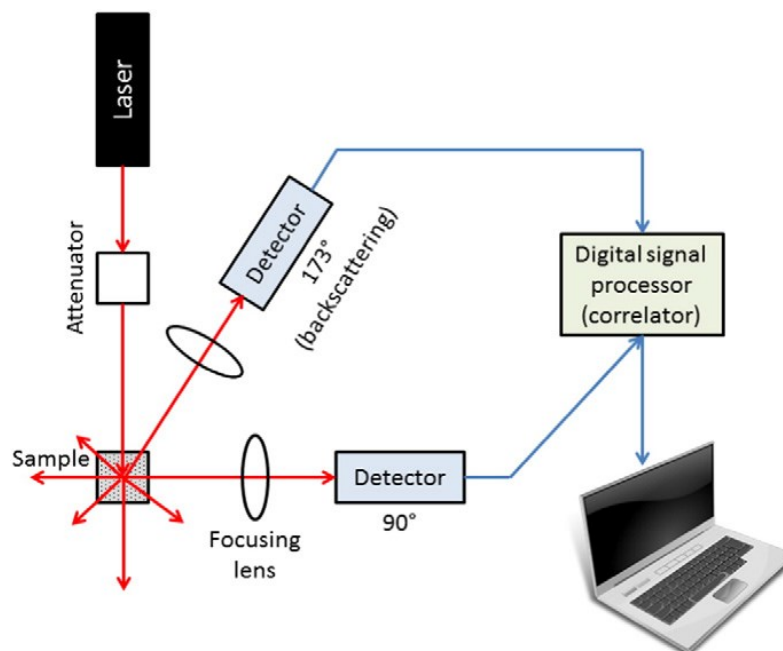 Laser
Attenuator
Detector
173°
(backscattering)
Digital signal
processor
(correlator)
Sample
Detector
90°
Focusing
lens